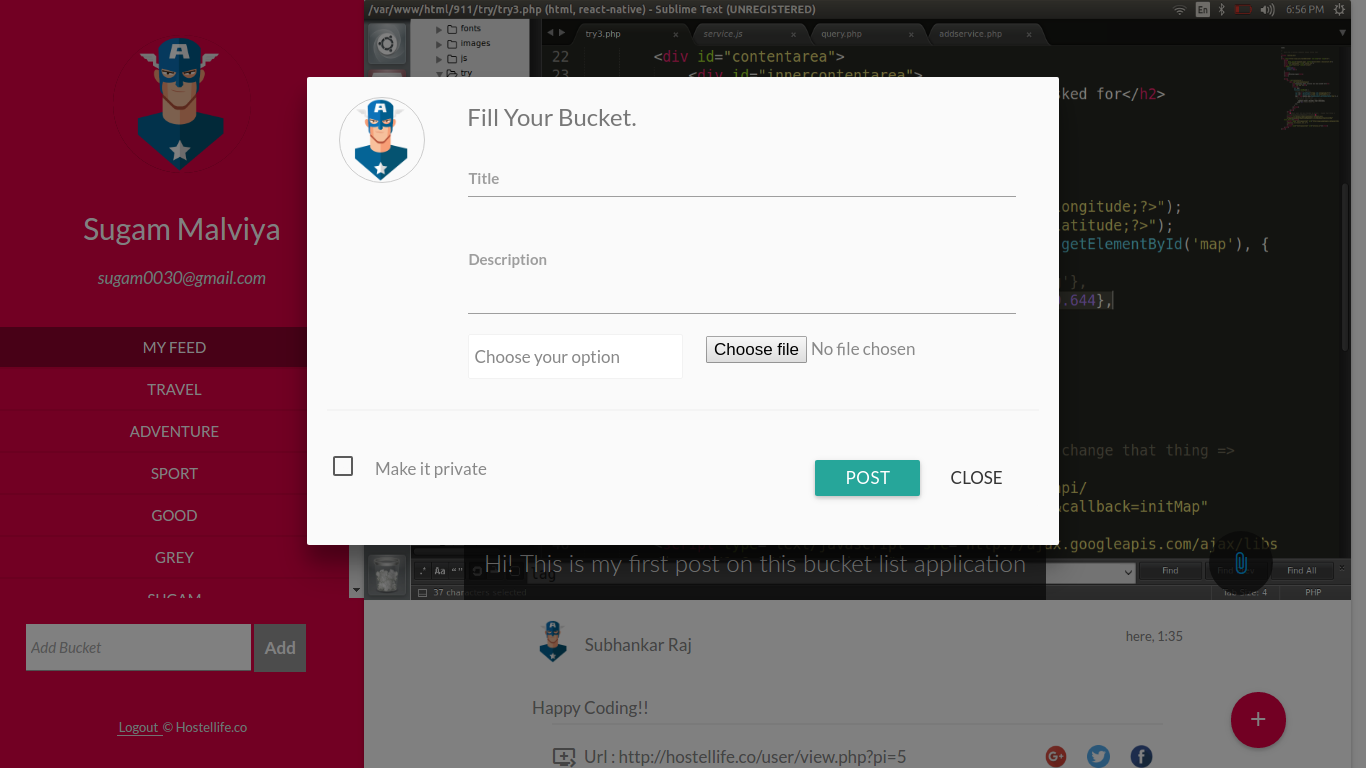 /var/www/html/911/try/try3.php (html, react-native) - Sublime Text (UNREGISTERED)
En
6:56 PM
fonts
images
js
try
try3.php
service.js
query.php
addservice.php
22 <div id="contentarea">
23 <div id="innercontentarea">
sked for</h2>
ongitude;?>");
atitude;?>");
getElementById('map'), {
'},
.644},
change that thing =>
api/
&callback=initMap"
.googleapis.com/ajax/libs
Sugam Malviya
sugam0030@gmail.com
MY FEED
TRAVEL
ADVENTURE
SPORT
GOOD
GREY
SUGAM
Add Bucket
Add
Logout © Hostellife.co
Fill Your Bucket.
Title
Description
Choose your option
Choose file No file chosen
Make it private
POST
CLOSE
Hi! This is my first post on this bucket list application
.* Aa “”
tag
Find
Find All
37 characters selected
PHP
Subhankar Raj
here, 1:35
Happy Coding!!
Url : http://hostellife.co/user/view.php?pi=5
G+
f
+